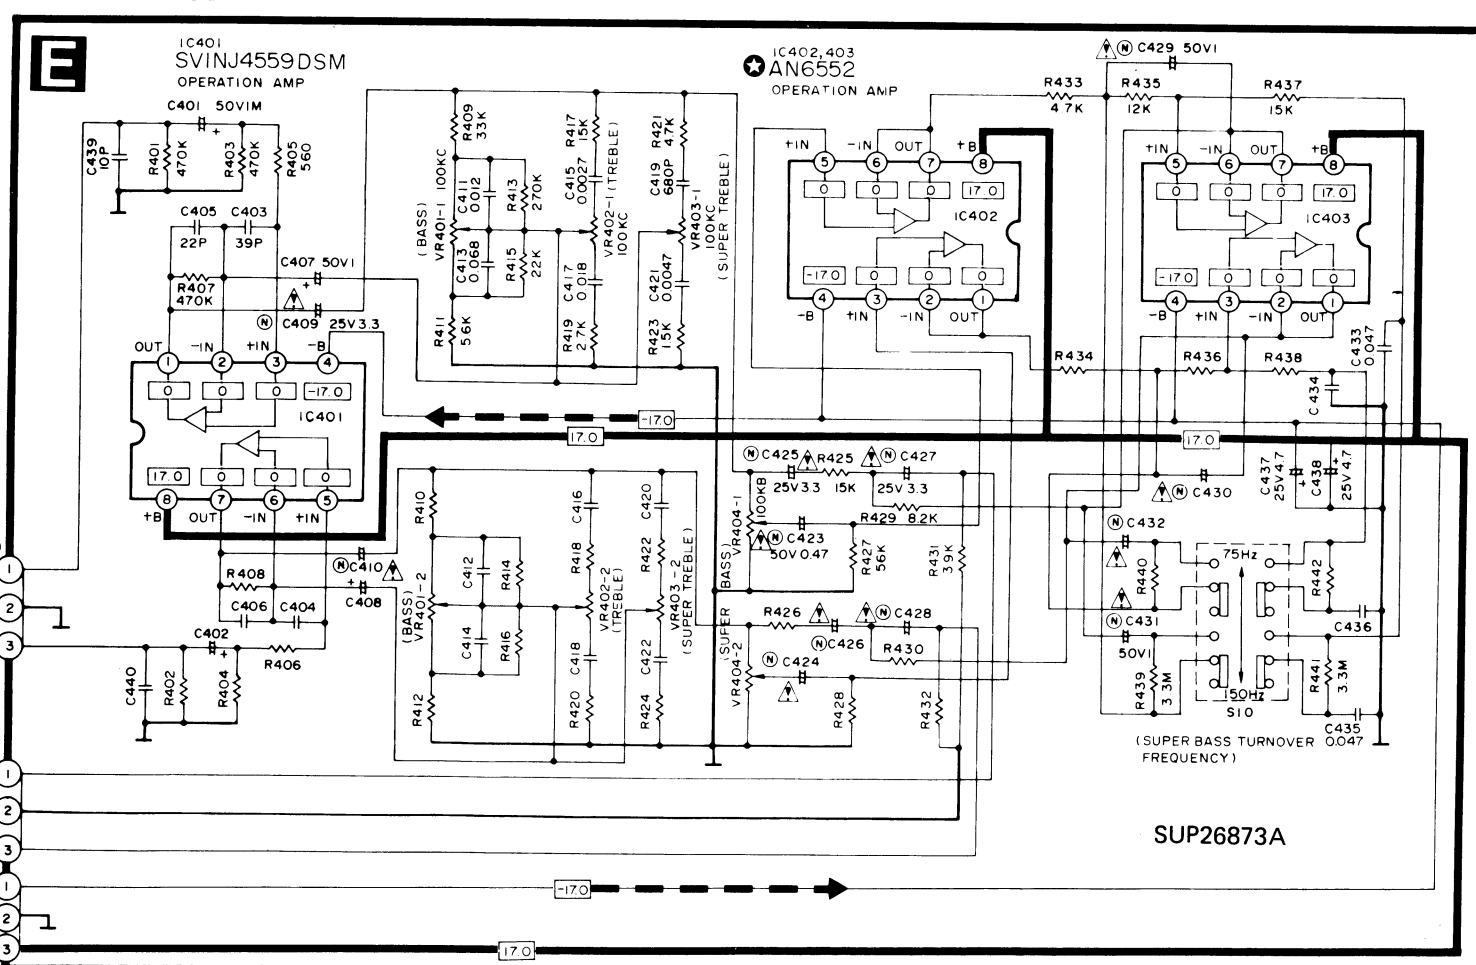 E
IC401
SVINJ4559DSM
OPERATION AMP
IC402,403
AN6552
OPERATION AMP
C401 50V1M
C439 10P
R401 470K
R403 470K
R405 560
C405 22P
C403 39P
R407 470K
C407 50V1
N C409 25V3.3
OUT -IN +IN -B
1 2 3 4
0 0 0 -17.0
IC401
17.0 0 0 0
8 7 6 5
+B OUT -IN +IN
R409 33K
(BASS) VR401-1 100KC
C411 0.012
R413 270K
C413 0.068
R415 22K
R411 5.6K
R417 15K
C415 0.0027
VR402-1 (TREBLE) 100KC
C417 0.018
R419 2.7K
R421 4.7K
C419 680P
VR403-1 100KC (SUPER TREBLE)
C421 0.0047
R423 1.5K
+IN -IN OUT +B
5 6 7 8
0 0 0 17.0
IC402
-17.0 0 0 0
4 3 2 1
-B +IN -IN OUT
N C429 50V1
R433 4.7K
R435 12K
R437 15K
+IN -IN OUT +B
5 6 7 8
0 0 0 17.0
IC403
-17.0 0 0 0
4 3 2 1
-B +IN -IN OUT
R434
R436
R438
C433 0.047
C434
-17.0
17.0
17.0
N C425 25V3.3
R425 15K
N C427 25V3.3
R429 8.2K
VR404-1 100KB
N C423 50V0.47
R427 56K
R431 39K
N C430
C437 25V4.7
C438 25V4.7
N C410
C408
R408
C406
C404
C402
R406
C440
R402
R404
R410
(BASS) VR401-2
C412
R414
C414
R416
R412
C416
R418
VR402-2 (TREBLE)
C418
R420
C420
R422
VR403-2 (SUPER TREBLE)
C422
R424
(SUPER BASS)
VR404-2
R426
N C426
N C428
R430
N C424
R428
R432
N C432
R440
N C431 50V1
R439 3.3M
75Hz
50Hz
S10
R442
C436
R441 3.3M
C435 0.047
(SUPER BASS TURNOVER FREQUENCY)
SUP26873A
1
2
3
1
2
3
1
2
3
-17.0
17.0